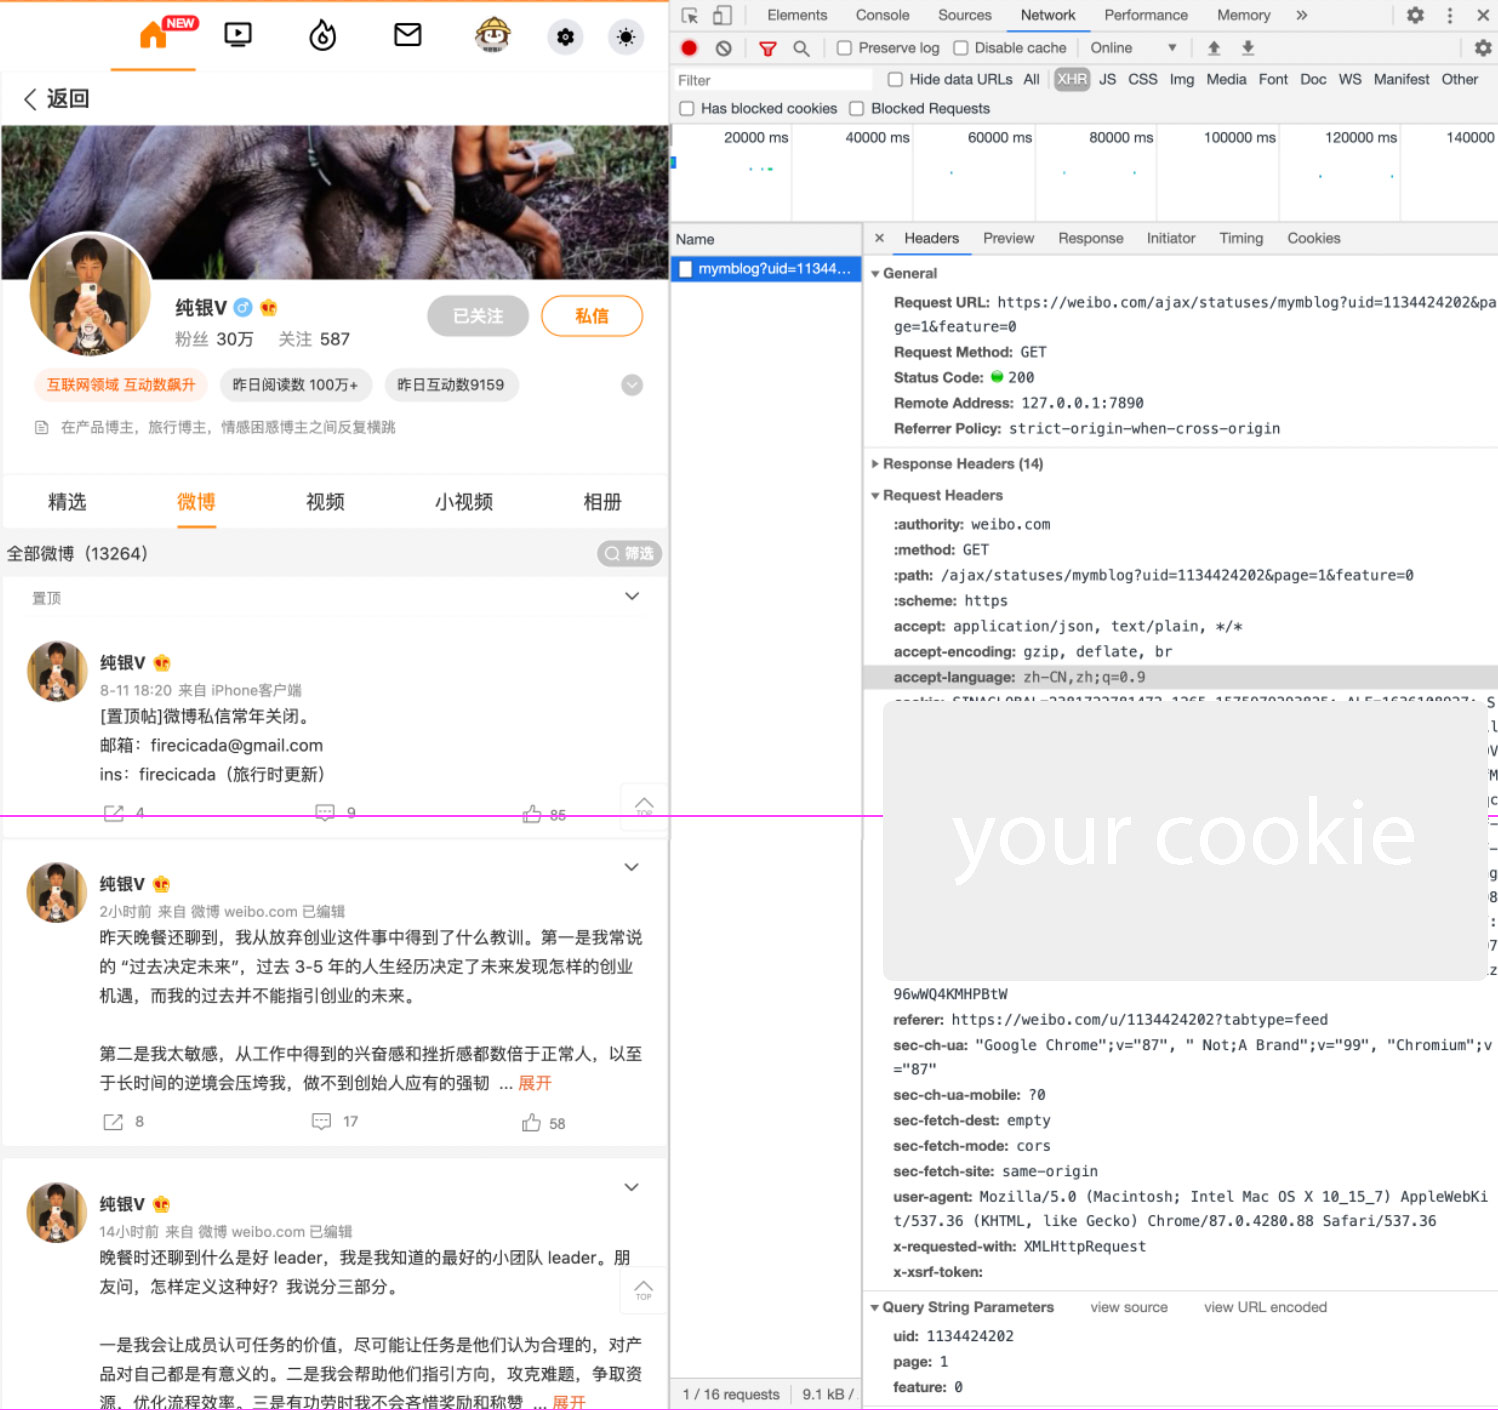 NEW
返回
纯银V
粉丝 30万 关注 587
已关注
私信
互联网领域 互动数飙升
昨日阅读数 100万+
昨日互动数9159
在产品博主，旅行博主，情感困惑博主之间反复横跳
精选 微博 视频 小视频 相册
全部微博（13264）
筛选
置顶
纯银V
8-11 18:20 来自 iPhone客户端
[置顶帖]微博私信常年关闭。
邮箱：firecicada@gmail.com
ins：firecicada（旅行时更新）
4 9 85
TOP
纯银V
2小时前 来自 微博 weibo.com 已编辑
昨天晚餐还聊到，我从放弃创业这件事中得到了什么教训。第一是我常说
的 “过去决定未来”，过去 3-5 年的人生经历决定了未来发现怎样的创业
机遇，而我的过去并不能指引创业的未来。
第二是我太敏感，从工作中得到的兴奋感和挫折感都数倍于正常人，以至
于长时间的逆境会压垮我，做不到创始人应有的强韧 ... 展开
8 17 58
纯银V
14小时前 来自 微博 weibo.com 已编辑
晚餐时还聊到什么是好 leader，我是我知道的最好的小团队 leader。朋
友问，怎样定义这种好？我说分三部分。
TOP
一是我会让成员认可任务的价值，尽可能让任务是他们认为合理的，对产
品对自己都是有意义的。二是我会帮助他们指引方向，攻克难题，争取资
源，优化流程效率。三是有功劳时我不会吝惜奖励和称赞 ... 展开
Elements Console Sources Network Performance Memory »
Preserve log Disable cache Online
Filter Hide data URLs All XHR JS CSS Img Media Font Doc WS Manifest Other
Has blocked cookies Blocked Requests
20000 ms 40000 ms 60000 ms 80000 ms 100000 ms 120000 ms 140000
Name
mymblog?uid=11344...
1 / 16 requests 9.1 kB /
Headers Preview Response Initiator Timing Cookies
General
Request URL: https://weibo.com/ajax/statuses/mymblog?uid=1134424202&pa
ge=1&feature=0
Request Method: GET
Status Code: 200
Remote Address: 127.0.0.1:7890
Referrer Policy: strict-origin-when-cross-origin
Response Headers (14)
Request Headers
:authority: weibo.com
:method: GET
:path: /ajax/statuses/mymblog?uid=1134424202&page=1&feature=0
:scheme: https
accept: application/json, text/plain, */*
accept-encoding: gzip, deflate, br
accept-language: zh-CN,zh;q=0.9
your cookie
96wWQ4KMHPBtW
referer: https://weibo.com/u/1134424202?tabtype=feed
sec-ch-ua: "Google Chrome";v="87", " Not;A Brand";v="99", "Chromium";v
="87"
sec-ch-ua-mobile: ?0
sec-fetch-dest: empty
sec-fetch-mode: cors
sec-fetch-site: same-origin
user-agent: Mozilla/5.0 (Macintosh; Intel Mac OS X 10_15_7) AppleWebKi
t/537.36 (KHTML, like Gecko) Chrome/87.0.4280.88 Safari/537.36
x-requested-with: XMLHttpRequest
x-xsrf-token:
Query String Parameters view source view URL encoded
uid: 1134424202
page: 1
feature: 0